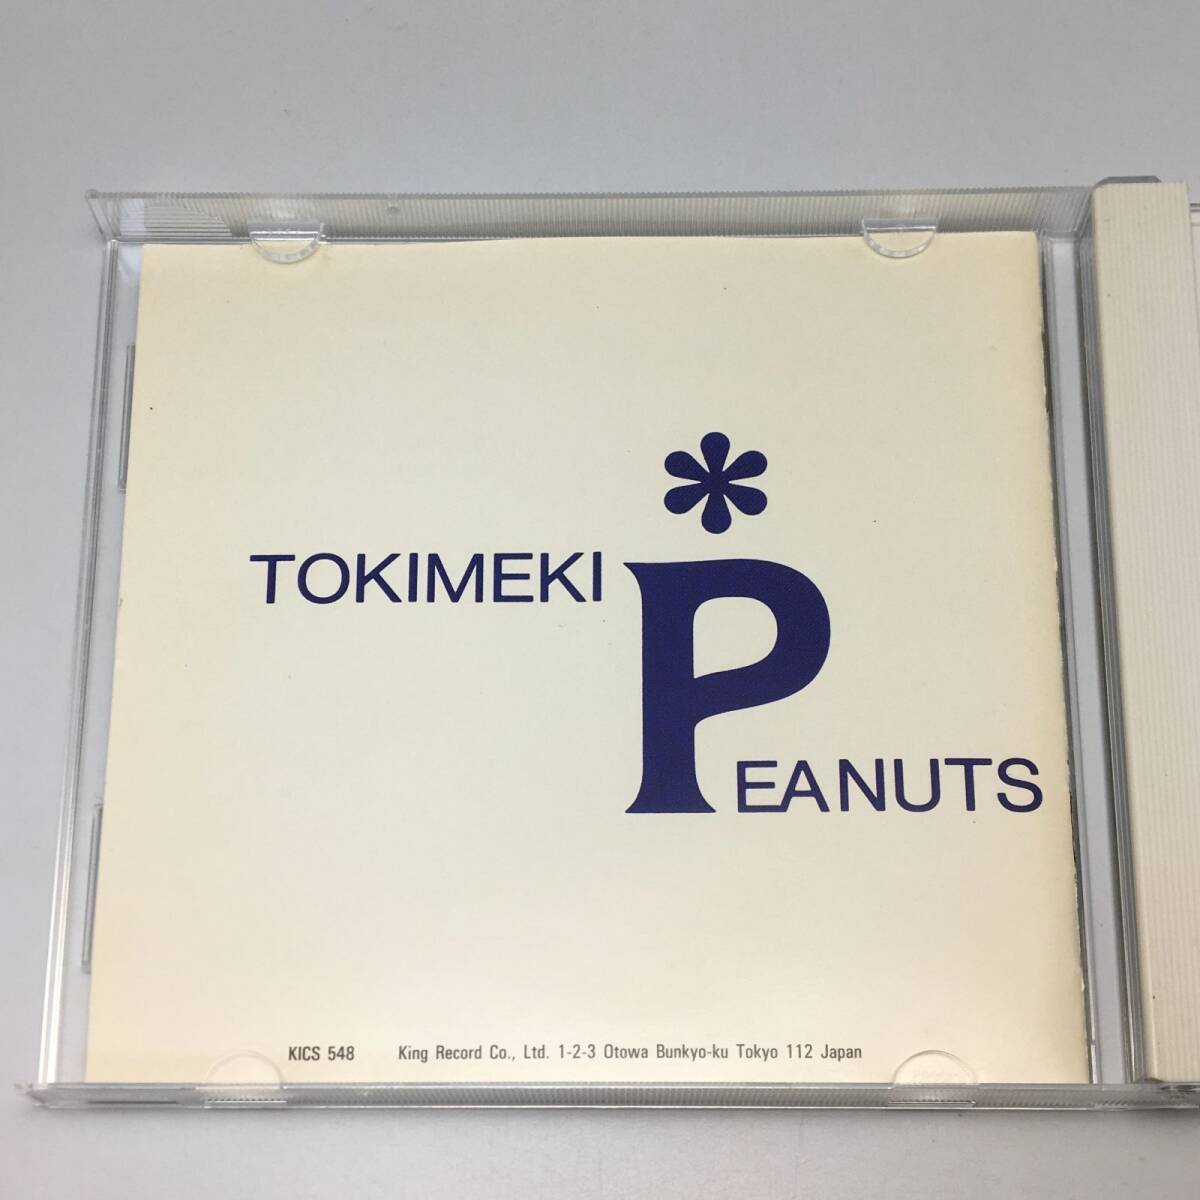 TOKIMEKI
PEANUTS
KICS 548 King Record Co., Ltd. 1-2-3 Otowa Bunkyo-ku Tokyo 112 Japan